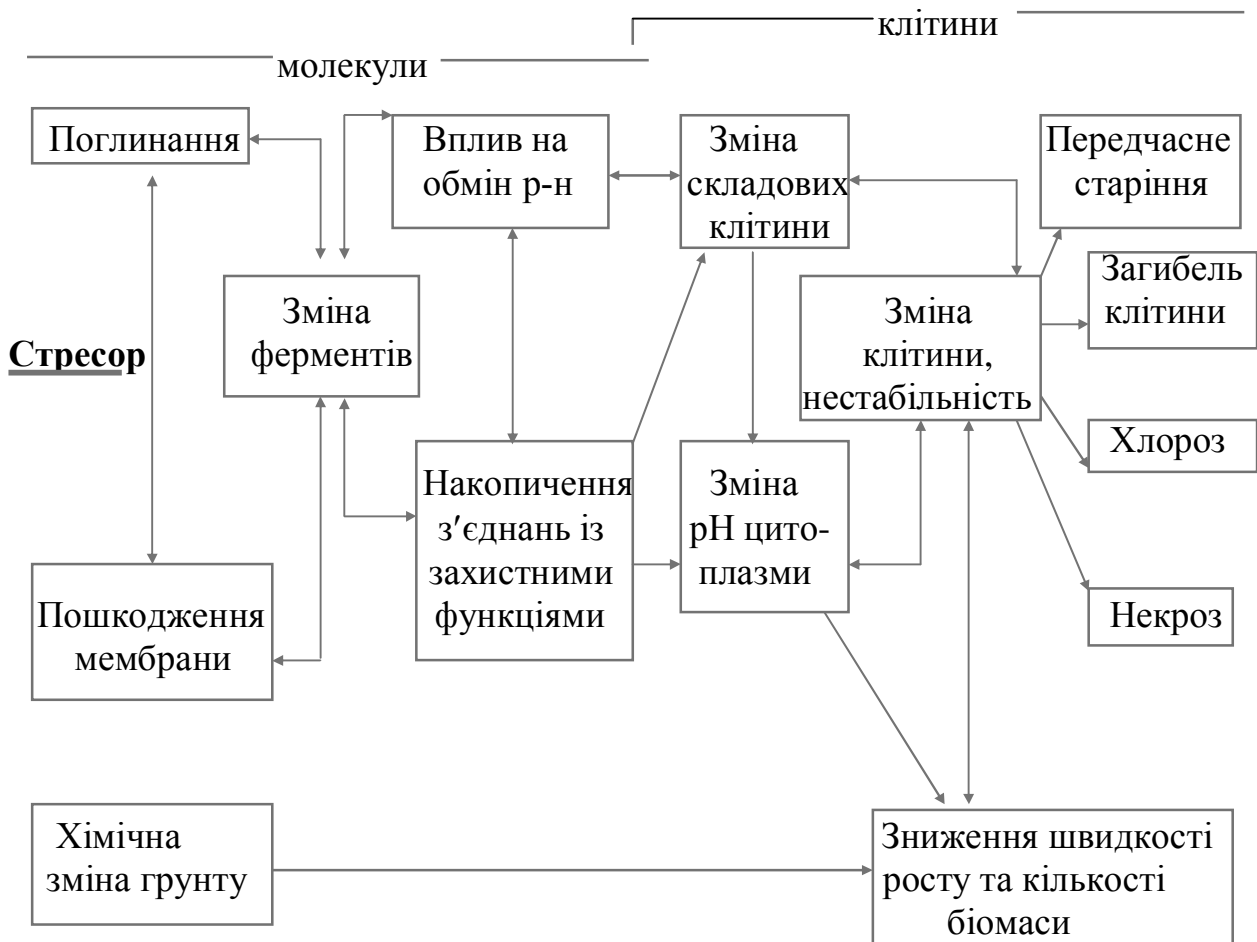 клітини
молекули
Поглинання
Вплив на
обмін р-н
Зміна
складових
клітини
Передчасне
старіння
Загибель
клітини
Зміна
ферментів
Зміна
клітини,
нестабільність
Стресор
Хлороз
Накопичення
з′єднань із
захистними
функціями
Зміна
рН цито-
плазми
Некроз
Пошкодження
мембрани
Хімічна
зміна грунту
Зниження швидкості
росту та кількості
біомаси